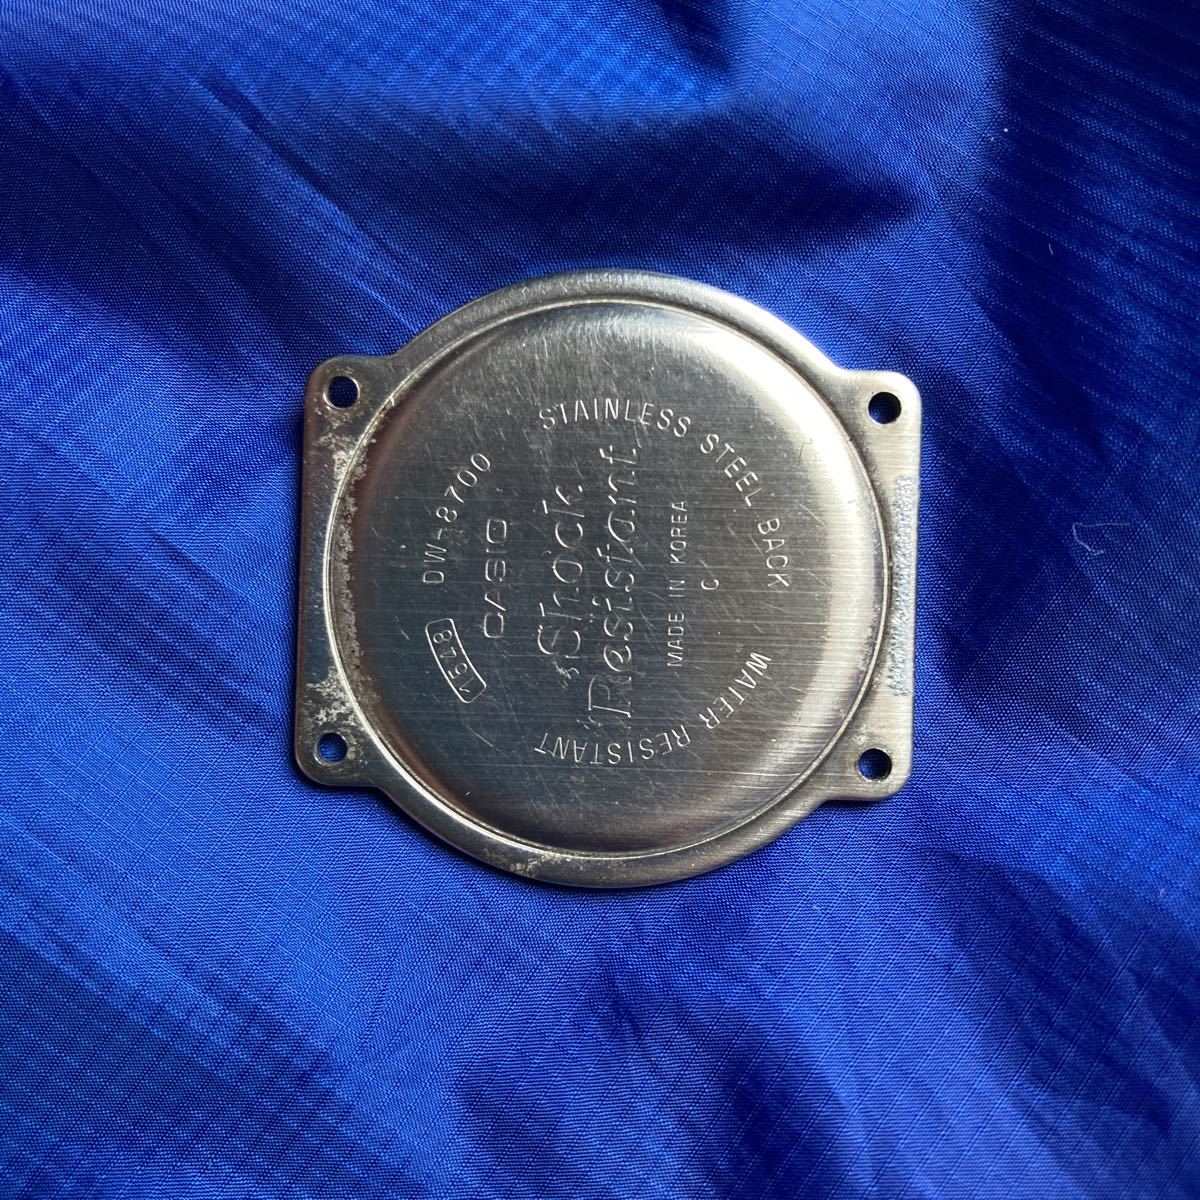 1548 DW-8700
CASIO
Shock
Resistant
MADE IN KOREA
C
WATER RESISTANT
STAINLESS STEEL BACK